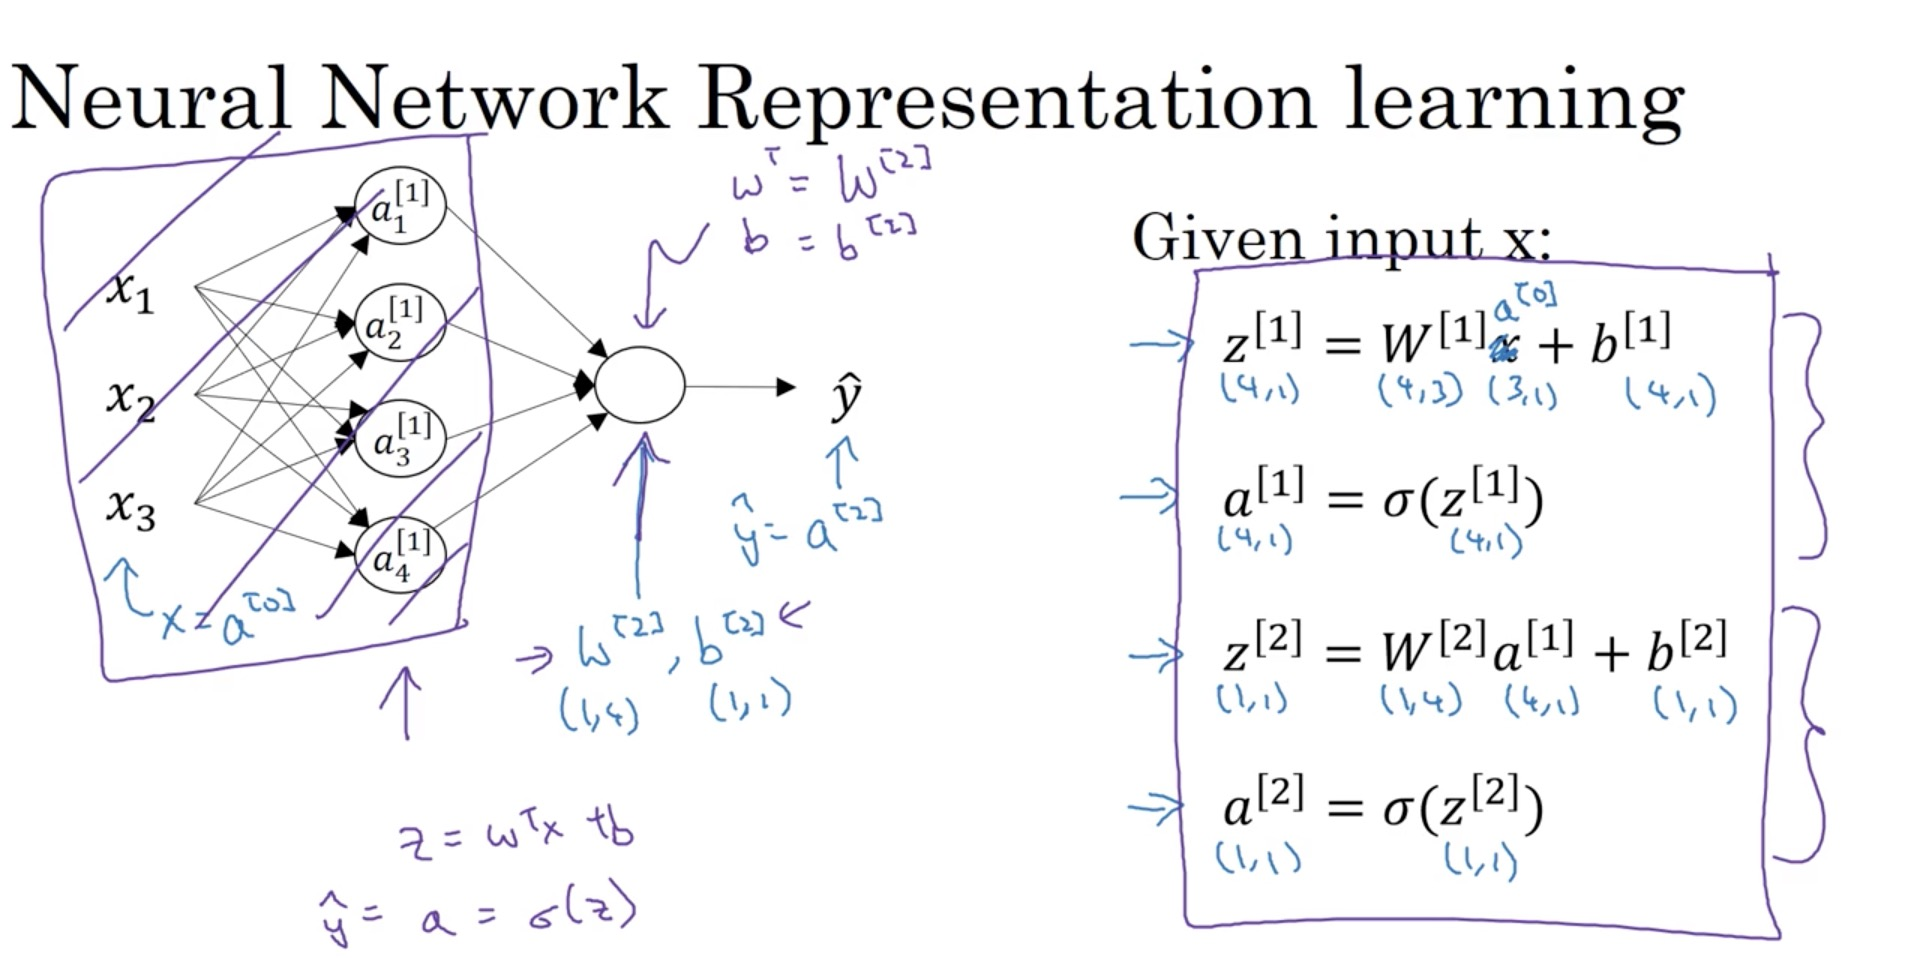 Neural Network Representation learning
x₁
x₂
x₃
a₁^[1]
a₂^[1]
a₃^[1]
a₄^[1]
x = a^[0]
w^T = W^[2]
b = b^[2]
ŷ
ŷ = a^[2]
→ W^[2], b^[2] ←
(1,4) (1,1)
z = w^T x + b
ŷ = a = σ(z)
Given input x:
a^[0]
→ z^[1] = W^[1]x + b^[1]
(4,1) (4,3) (3,1) (4,1)
→ a^[1] = σ(z^[1])
(4,1) (4,1)
→ z^[2] = W^[2]a^[1] + b^[2]
(1,1) (1,4) (4,1) (1,1)
→ a^[2] = σ(z^[2])
(1,1) (1,1)